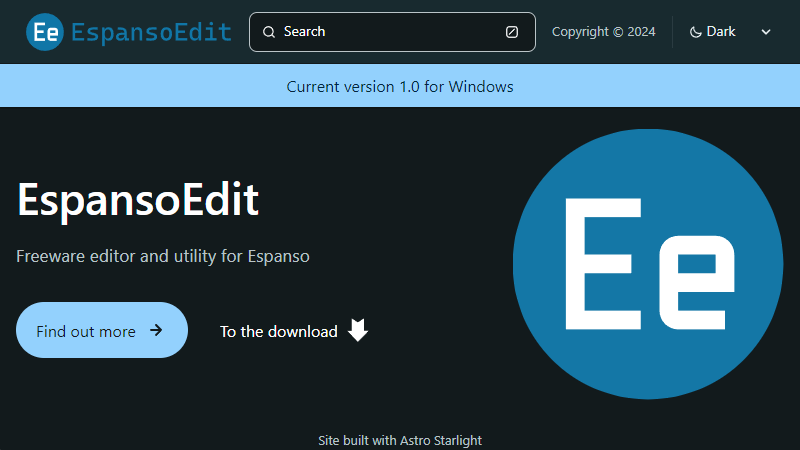 Ee EspansoEdit Search Copyright © 2024 Dark
Current version 1.0 for Windows
EspansoEdit
Freeware editor and utility for Espanso
Find out more To the download
Ee
Site built with Astro Starlight